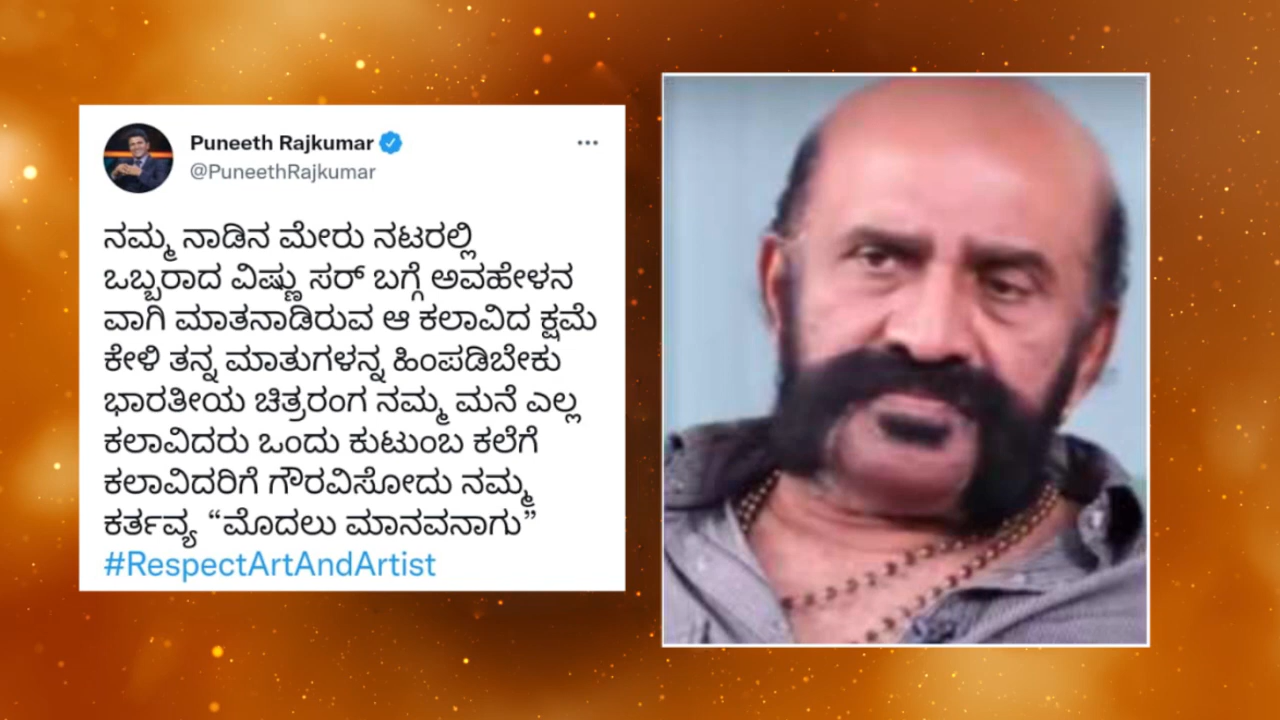 Puneeth Rajkumar
@PuneethRajkumar
ನಮ್ಮ ನಾಡಿನ ಮೇರು ನಟರಲ್ಲಿ
ಒಬ್ಬರಾದ ವಿಷ್ಣು ಸರ್ ಬಗ್ಗೆ ಅವಹೇಳನ
ವಾಗಿ ಮಾತನಾಡಿರುವ ಆ ಕಲಾವಿದ ಕ್ಷಮೆ
ಕೇಳಿ ತನ್ನ ಮಾತುಗಳನ್ನ ಹಿಂಪಡಿಬೇಕು
ಭಾರತೀಯ ಚಿತ್ರರಂಗ ನಮ್ಮ ಮನೆ ಎಲ್ಲ
ಕಲಾವಿದರು ಒಂದು ಕುಟುಂಬ ಕಲೆಗೆ
ಕಲಾವಿದರಿಗೆ ಗೌರವಿಸೋದು ನಮ್ಮ
ಕರ್ತವ್ಯ “ಮೊದಲು ಮಾನವನಾಗು”
#RespectArtAndArtist